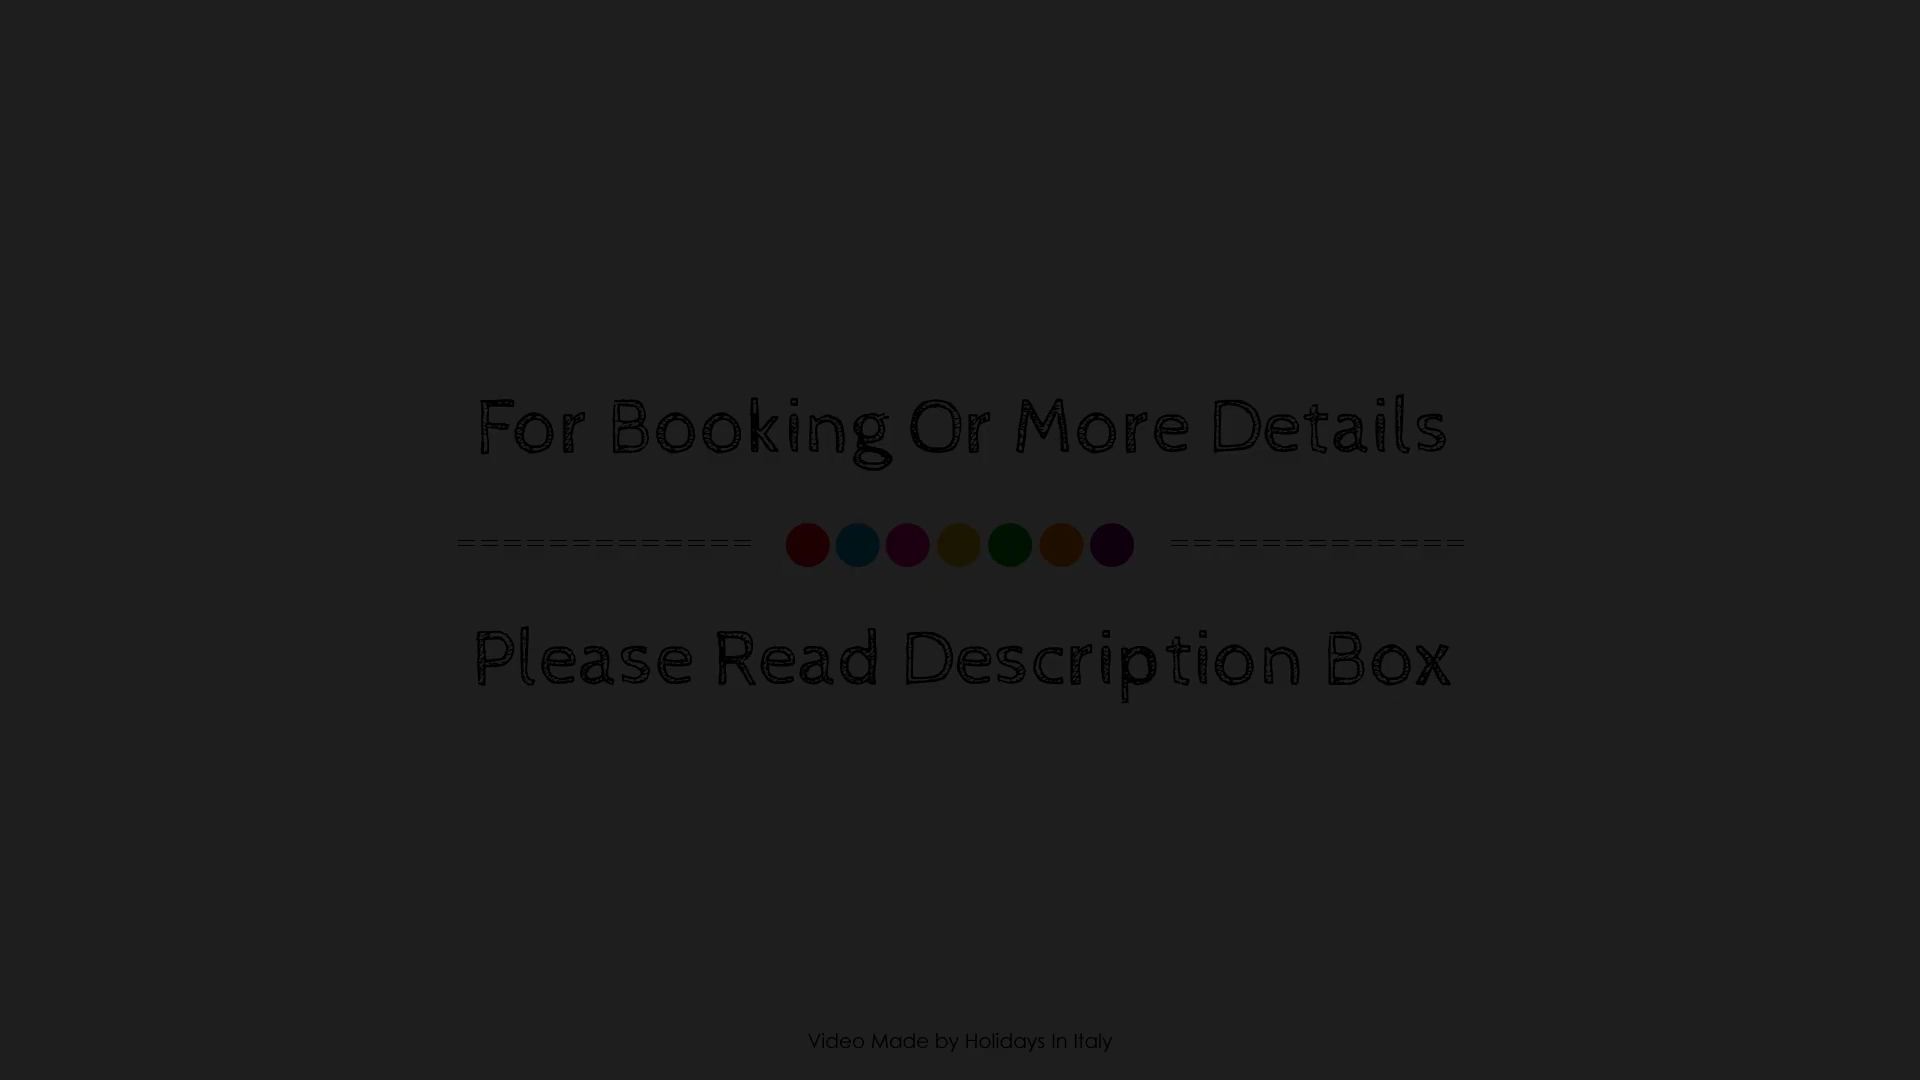 For Booking Or More Details
============= =============
Please Read Description Box
Video Made by Holidays In Italy